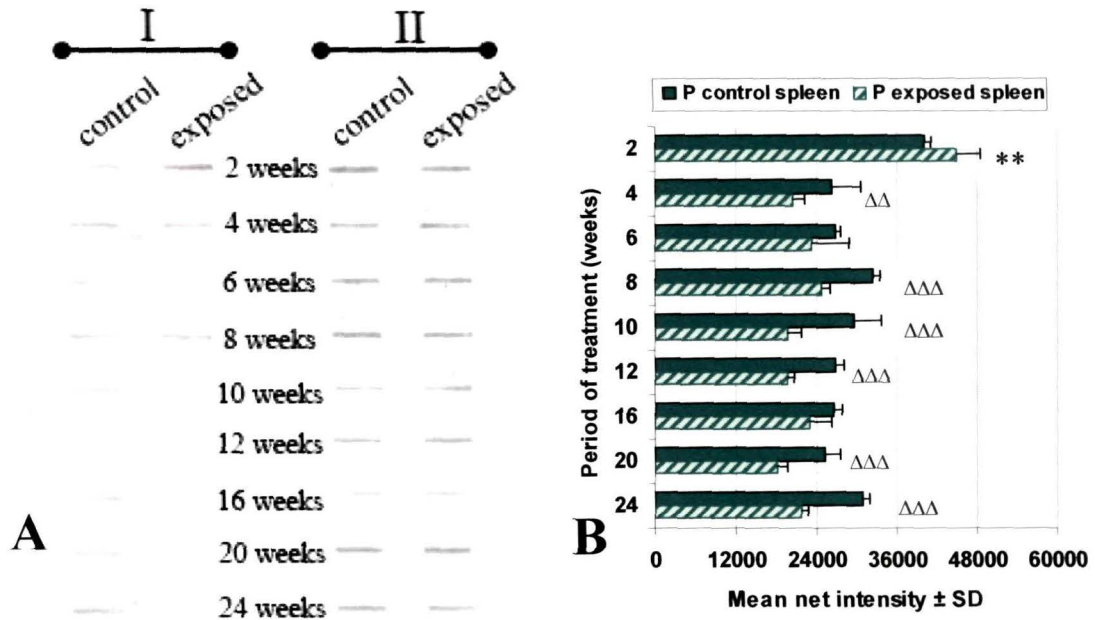 I II
control exposed control exposed
2 weeks
4 weeks
6 weeks
8 weeks
10 weeks
12 weeks
16 weeks
20 weeks
24 weeks
A
P control spleen P exposed spleen
Period of treatment (weeks)
2 **
4 ΔΔ
6
8 ΔΔΔ
10 ΔΔΔ
12 ΔΔΔ
16
20 ΔΔΔ
24 ΔΔΔ
B
0 12000 24000 36000 48000 60000
Mean net intensity ± SD